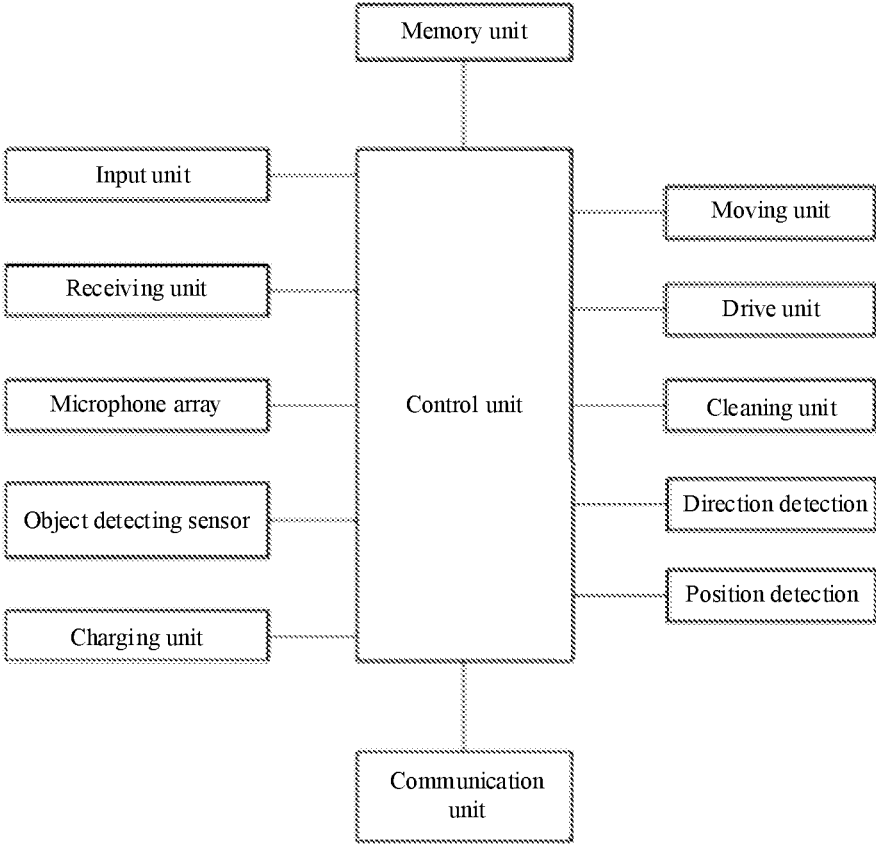 Memory unit
Input unit
Receiving unit
Microphone array
Object detecting sensor
Charging unit
Control unit
Moving unit
Drive unit
Cleaning unit
Direction detection
Position detection
Communication
unit